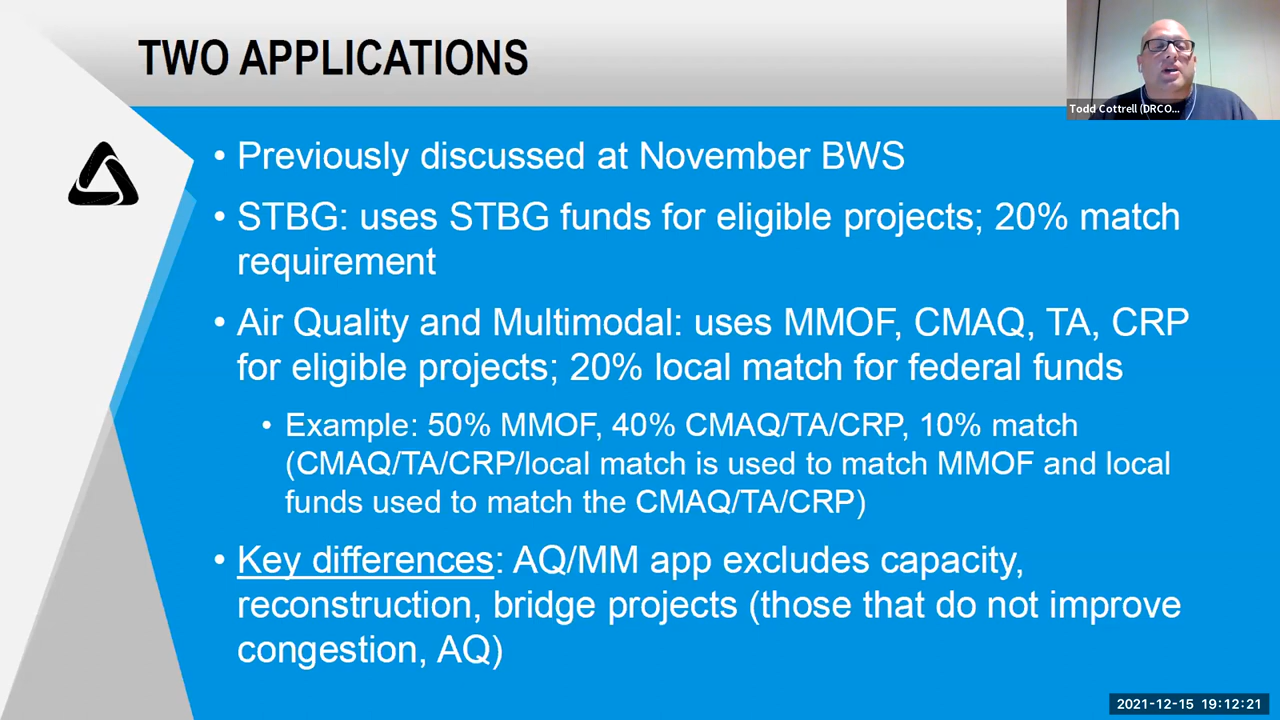 TWO APPLICATIONS
Todd Cottrell (DRCO...
• Previously discussed at November BWS
• STBG: uses STBG funds for eligible projects; 20% match
requirement
• Air Quality and Multimodal: uses MMOF, CMAQ, TA, CRP
for eligible projects; 20% local match for federal funds
• Example: 50% MMOF, 40% CMAQ/TA/CRP, 10% match
(CMAQ/TA/CRP/local match is used to match MMOF and local
funds used to match the CMAQ/TA/CRP)
• Key differences: AQ/MM app excludes capacity,
reconstruction, bridge projects (those that do not improve
congestion, AQ)
2021-12-15 19:12:21